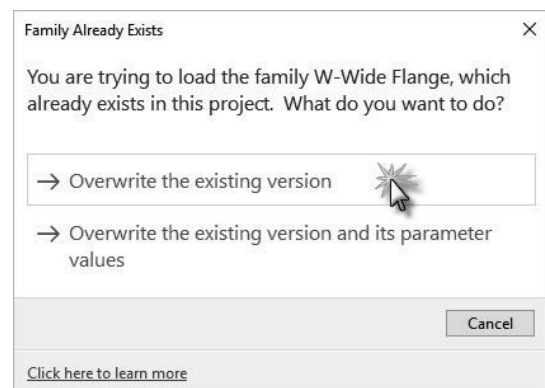 Family Already Exists
You are trying to load the family W-Wide Flange, which
already exists in this project. What do you want to do?
Overwrite the existing version
Overwrite the existing version and its parameter
values
Cancel
Click here to learn more